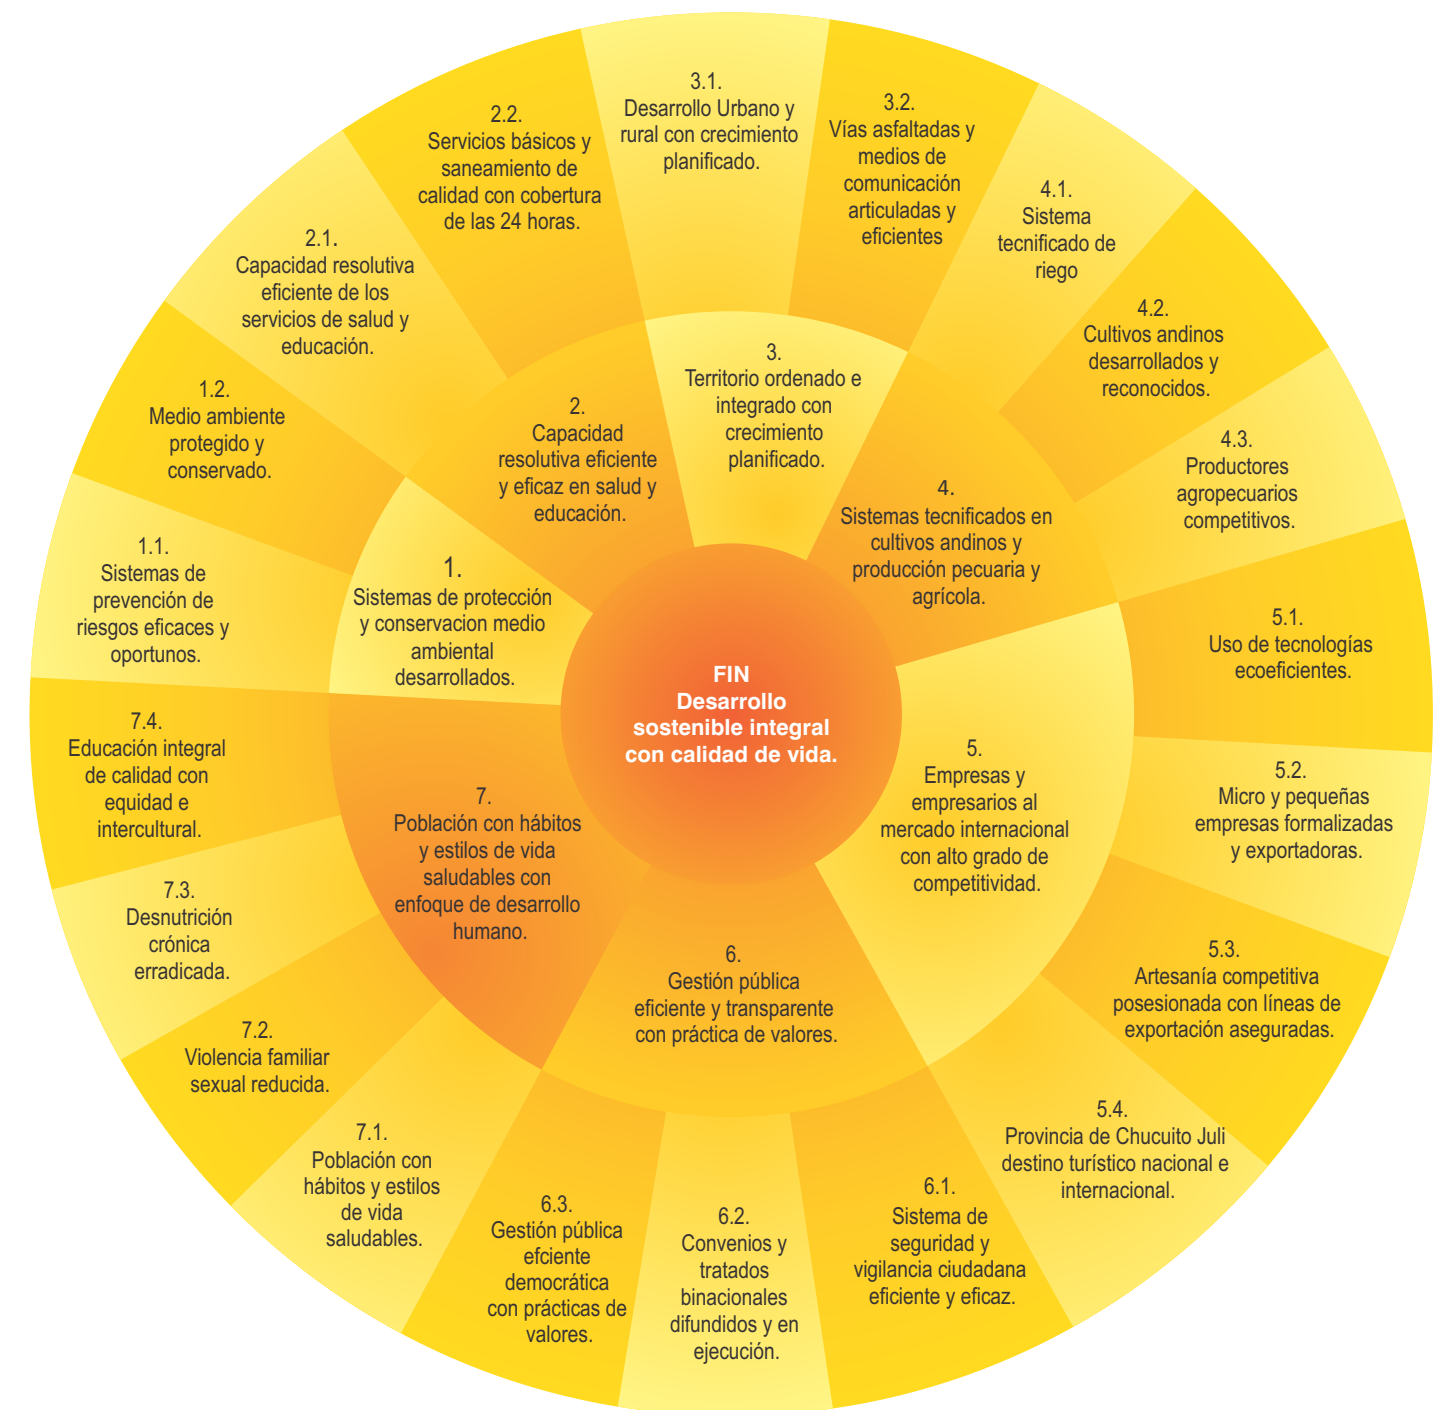 FIN
Desarrollo
sostenible integral
con calidad de vida.
1.
Sistemas de protección
y conservacion medio
ambiental
desarrollados.
1.1.
Sistemas de
prevención de
riesgos eficaces y
oportunos.
1.2.
Medio ambiente
protegido y
conservado.
2.
Capacidad
resolutiva eficiente
y eficaz en salud y
educación.
2.1.
Capacidad resolutiva
eficiente de los
servicios de salud y
educación.
2.2.
Servicios básicos y
saneamiento de
calidad con cobertura
de las 24 horas.
3.
Territorio ordenado e
integrado con
crecimiento
planificado.
3.1.
Desarrollo Urbano y
rural con crecimiento
planificado.
3.2.
Vías asfaltadas y
medios de
comunicación
articuladas y
eficientes
4.
Sistemas tecnificados en
cultivos andinos y
producción pecuaria y
agrícola.
4.1.
Sistema
tecnificado de
riego
4.2.
Cultivos andinos
desarrollados y
reconocidos.
4.3.
Productores
agropecuarios
competitivos.
5.
Empresas y
empresarios al
mercado internacional
con alto grado de
competitividad.
5.1.
Uso de tecnologías
ecoeficientes.
5.2.
Micro y pequeñas
empresas formalizadas
y exportadoras.
5.3.
Artesanía competitiva
posesionada con líneas de
exportación aseguradas.
5.4.
Provincia de Chucuito Juli
destino turístico nacional e
internacional.
6.
Gestión pública
eficiente y transparente
con práctica de valores.
6.1.
Sistema de
seguridad y
vigilancia ciudadana
eficiente y eficaz.
6.2.
Convenios y
tratados
binacionales
difundidos y en
ejecución.
6.3.
Gestión pública
efciente
democrática
con prácticas de
valores.
7.
Población con hábitos
y estilos de vida
saludables con
enfoque de desarrollo
humano.
7.1.
Población con
hábitos y estilos
de vida
saludables.
7.2.
Violencia familiar
sexual reducida.
7.3.
Desnutrición
crónica
erradicada.
7.4.
Educación integral
de calidad con
equidad e
intercultural.